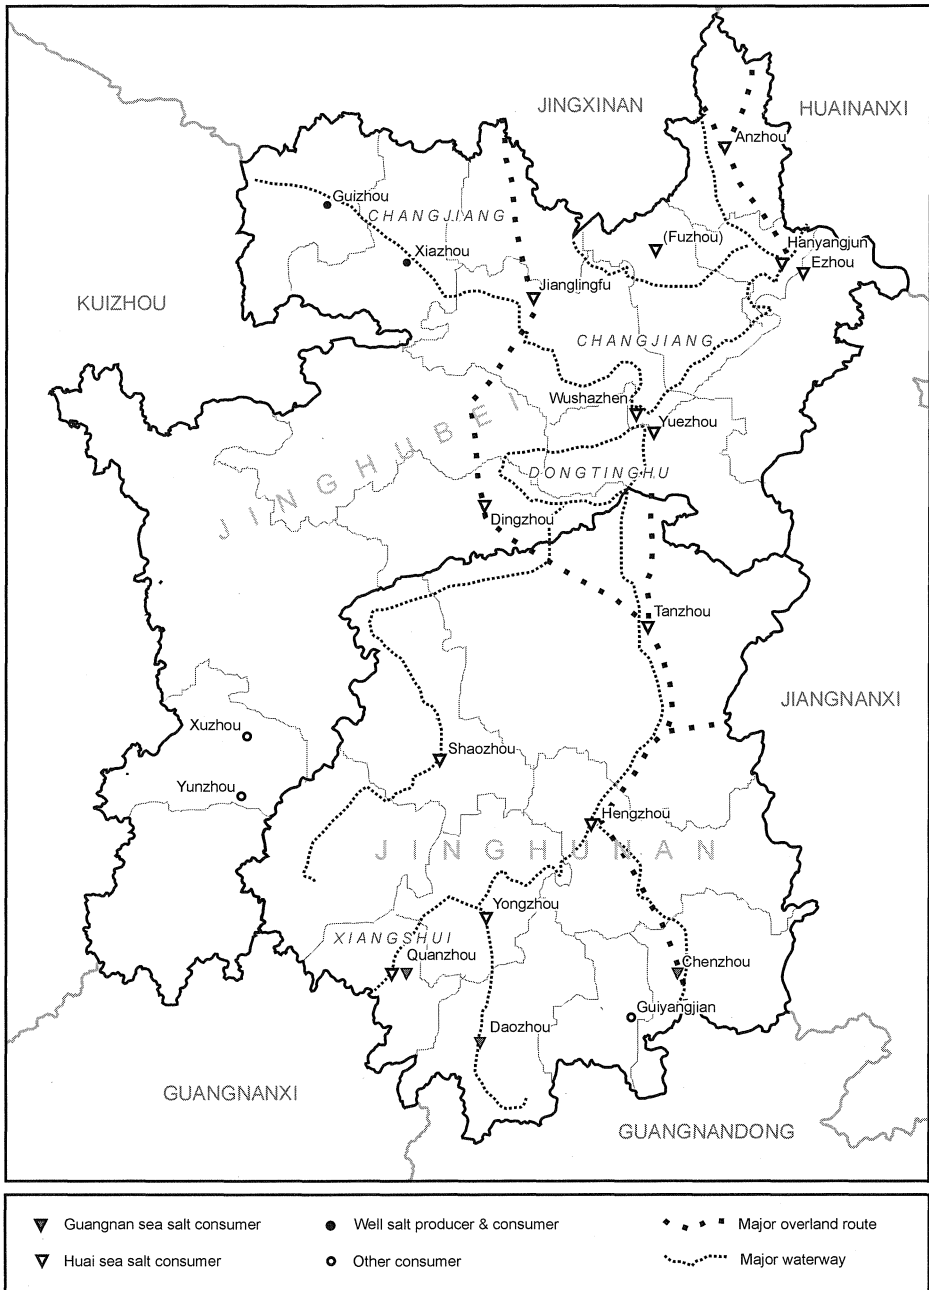 JINGXINAN
HUAINANXI
Anzhou
Guizhou
CHANGJIANG
(Fuzhou)
Hanyangjun
Xiazhou
Ezhou
Jianglingfu
KUIZHOU
CHANGJIANG
Wushazhen
Yuezhou
JINGHUBEI
DONGTINGHU
Dingzhou
Tanzhou
JIANGNANXI
Xuzhou
Shaozhou
Yunzhou
Hengzhou
JINGHUNAN
Yongzhou
XIANGSHUI
Quanzhou
Chenzhou
Guiyangjian
Daozhou
GUANGNANXI
GUANGNANDONG
Guangnan sea salt consumer
Well salt producer & consumer
Major overland route
Huai sea salt consumer
Other consumer
Major waterway